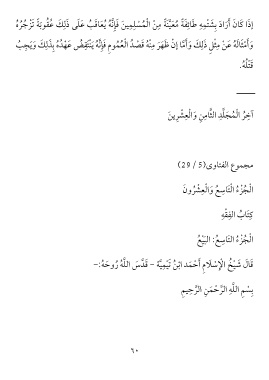 إِذَا كَانَ أَرَادَ بِشَتْمِهِ طَائِفَةً مُعَيَّنَةً مِنْ الْمُسْلِمِينَ فَإِنَّهُ يُعَاقَبُ عَلَى ذَلِكَ عُقُوبَةً تَزْجُرُهُ
وَأَمْثَالَهُ عَنْ مِثْلِ ذَلِكَ وَأَمَّا إنْ ظَهَرَ مِنْهُ قَصْدُ الْعُمُومِ فَإِنَّهُ يَنْتَقِضُ عَهْدُهُ بِذَلِكَ وَيَجِبُ
قَتْلُهُ.
آخِرُ الْمُجَلَّدِ الثَّامِنِ وَالْعِشْرِينَ
مجموع الفتاوى(5 / 29)
الْجُزْءُ التَّاسِعُ وَالْعِشْرُونَ
كِتَابُ الفِقْهِ
الْجُزْءُ التَّاسِعُ: البَيْعُ
قَالَ شَيْخُ الْإِسْلَامِ أَحْمَد ابْنُ تَيْمِيَّة - قَدَّسَ اللَّهُ رُوحَهُ:-
بِسْمِ اللَّهِ الرَّحْمَنِ الرَّحِيمِ
٦٠